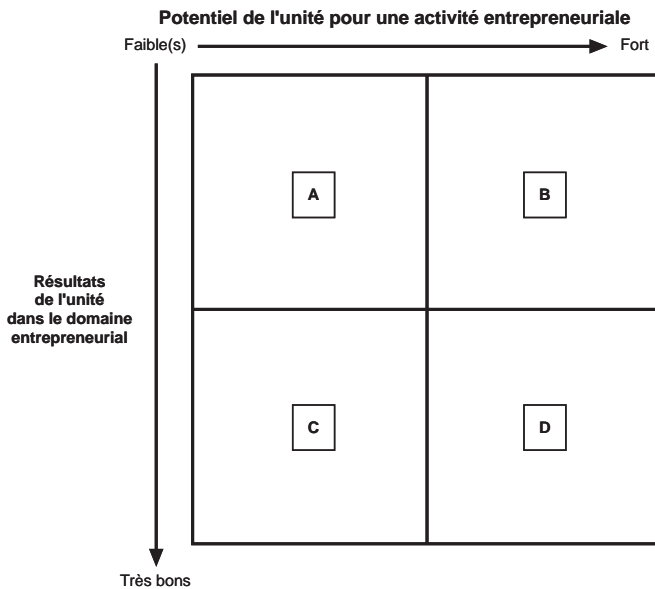 Potentiel de l'unité pour une activité entrepreneuriale
Faible(s)
Fort
A
B
Résultats
de l'unité
dans le domaine
entrepreneurial
C
D
Très bons